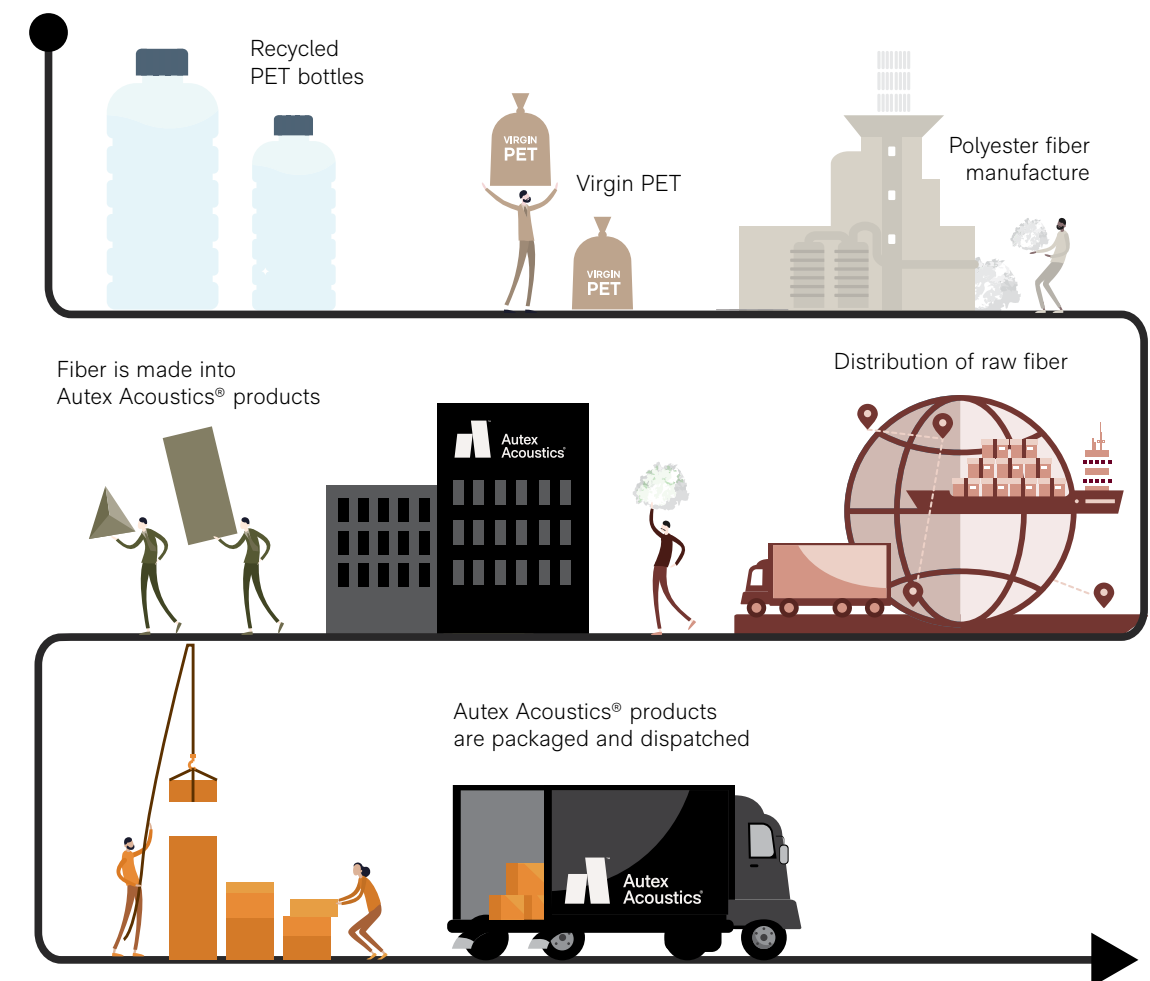 Recycled
PET bottles
VIRGIN
PET
Virgin PET
VIRGIN
PET
Polyester fiber
manufacture
Fiber is made into
Autex Acoustics® products
Autex
Acoustics®
Distribution of raw fiber
Autex Acoustics® products
are packaged and dispatched
Autex
Acoustics®